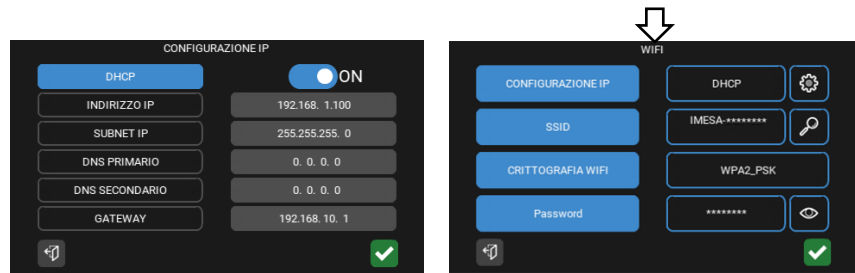 CONFIGURAZIONE IP
DHCP ON
INDIRIZZO IP 192.168. 1.100
SUBNET IP 255.255.255. 0
DNS PRIMARIO 0. 0. 0. 0
DNS SECONDARIO 0. 0. 0. 0
GATEWAY 192.168. 10. 1
WIFI
CONFIGURAZIONE IP DHCP
SSID IMESA-********
CRITTOGRAFIA WIFI WPA2_PSK
Password ********